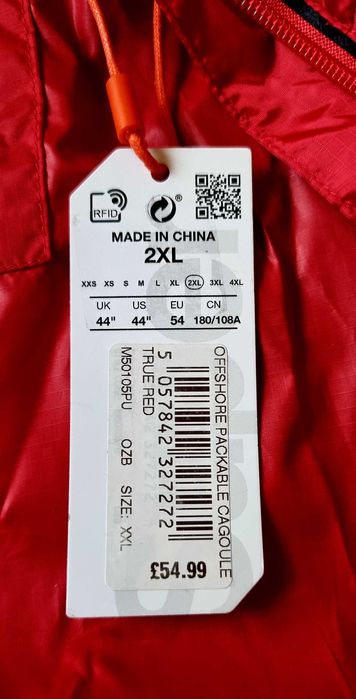 RFID
®
MADE IN CHINA
2XL
XXS XS S M L XL 2XL 3XL 4XL
UK US EU CN
44" 44" 54 180/108A
OFFSHORE PACKABLE CAGOULE
5 057842 327272
TRUE RED
M50105PU OZB SIZE: XXL
£54.99